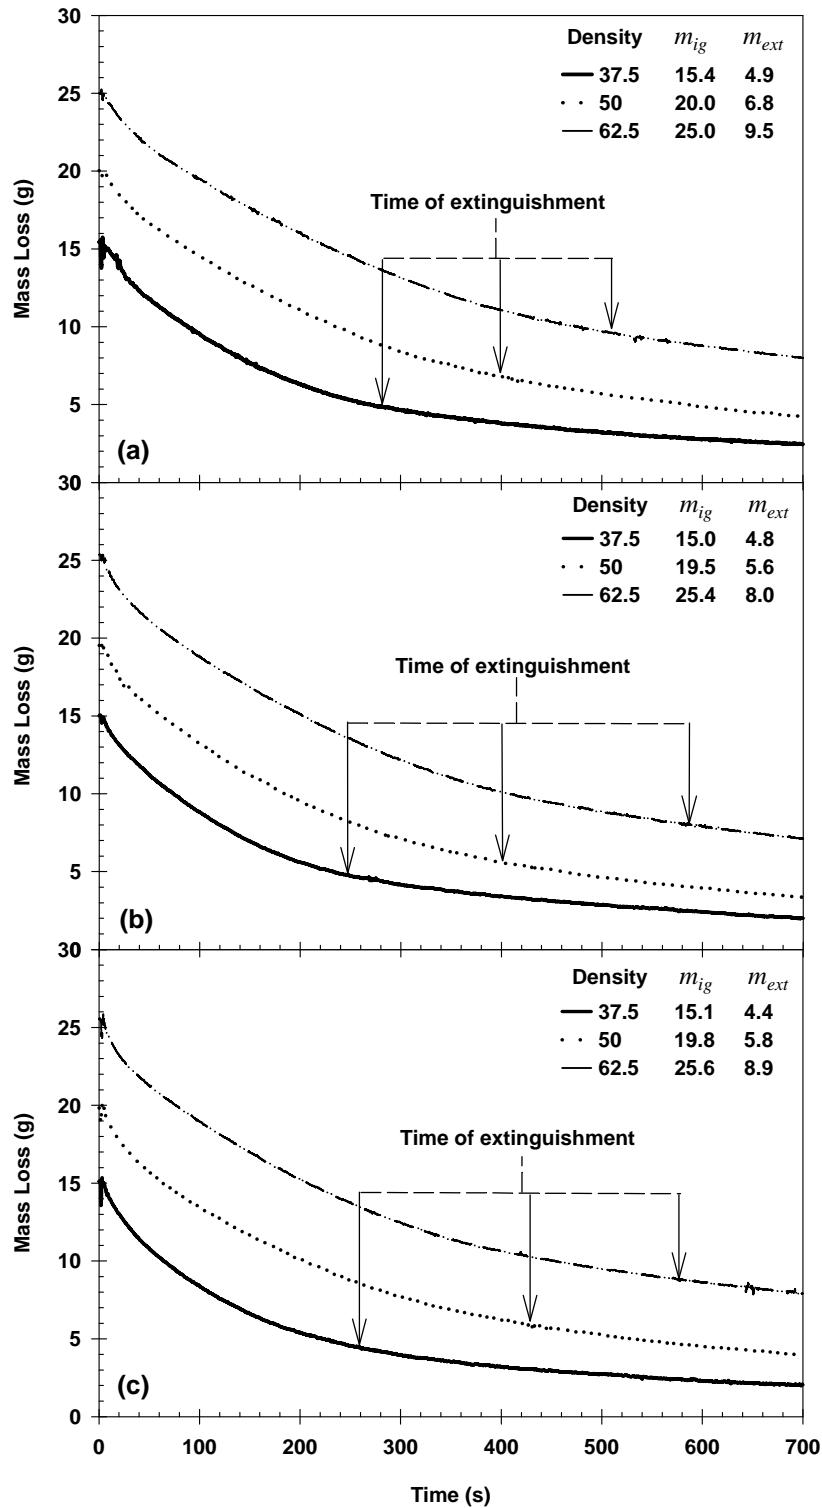 30
Density m_ig m_ext
37.5 15.4 4.9
50 20.0 6.8
62.5 25.0 9.5
25
20
Time of extinguishment
15
10
5
Mass Loss (g)
(a)
30
Density m_ig m_ext
37.5 15.0 4.8
50 19.5 5.6
62.5 25.4 8.0
25
20
Time of extinguishment
15
10
5
Mass Loss (g)
(b)
30
Density m_ig m_ext
37.5 15.1 4.4
50 19.8 5.8
62.5 25.6 8.9
25
20
Time of extinguishment
15
10
5
0
Mass Loss (g)
(c)
0 100 200 300 400 500 600 700
Time (s)